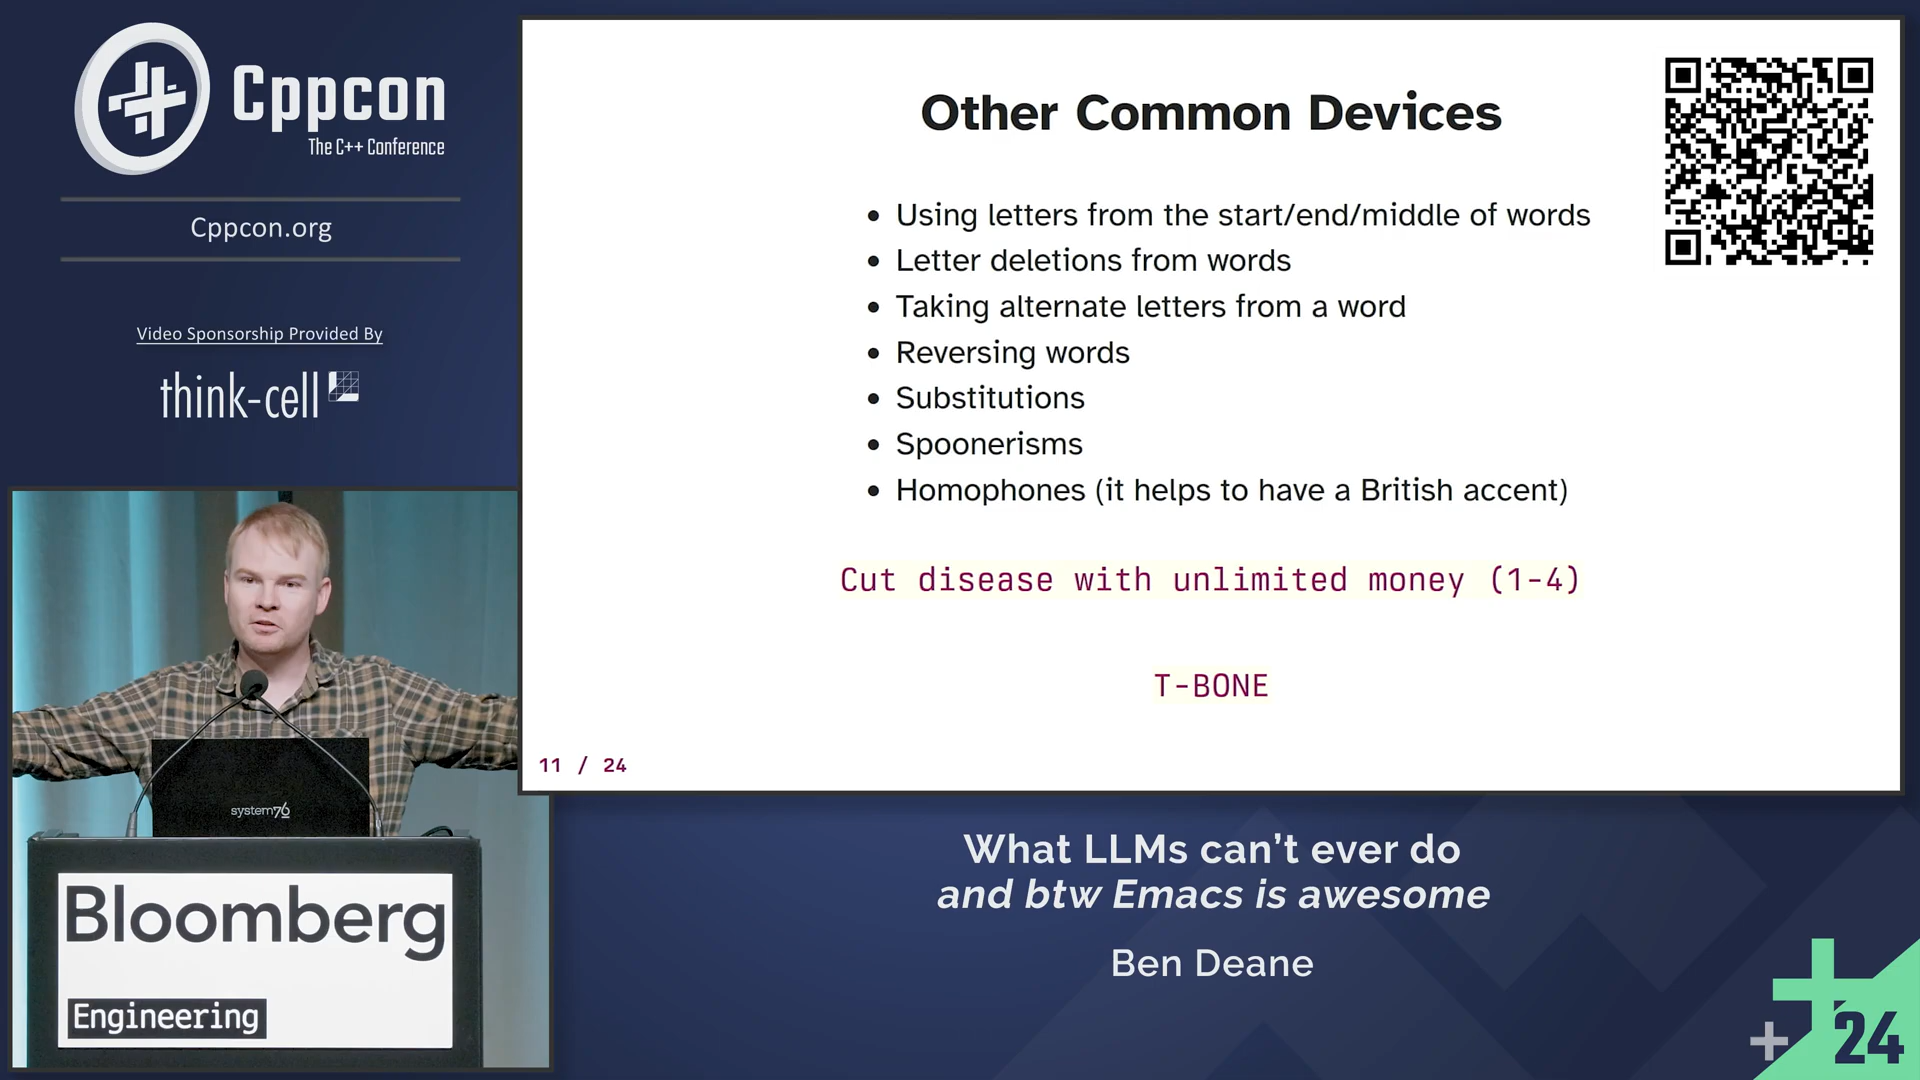 Cppcon
The C++ Conference
Cppcon.org
Video Sponsorship Provided By
think-cell
Other Common Devices
Using letters from the start/end/middle of words
Letter deletions from words
Taking alternate letters from a word
Reversing words
Substitutions
Spoonerisms
Homophones (it helps to have a British accent)
Cut disease with unlimited money (1-4)
T-BONE
11 / 24
system76
Bloomberg
Engineering
What LLMs can’t ever do
and btw Emacs is awesome
Ben Deane
24